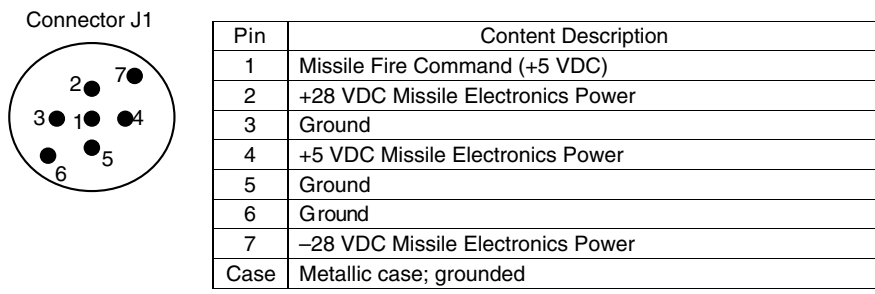 Connector J1
2
7
3
1
4
5
6
Pin Content Description
1 Missile Fire Command (+5 VDC)
2 +28 VDC Missile Electronics Power
3 Ground
4 +5 VDC Missile Electronics Power
5 Ground
6 Ground
7 –28 VDC Missile Electronics Power
Case Metallic case; grounded